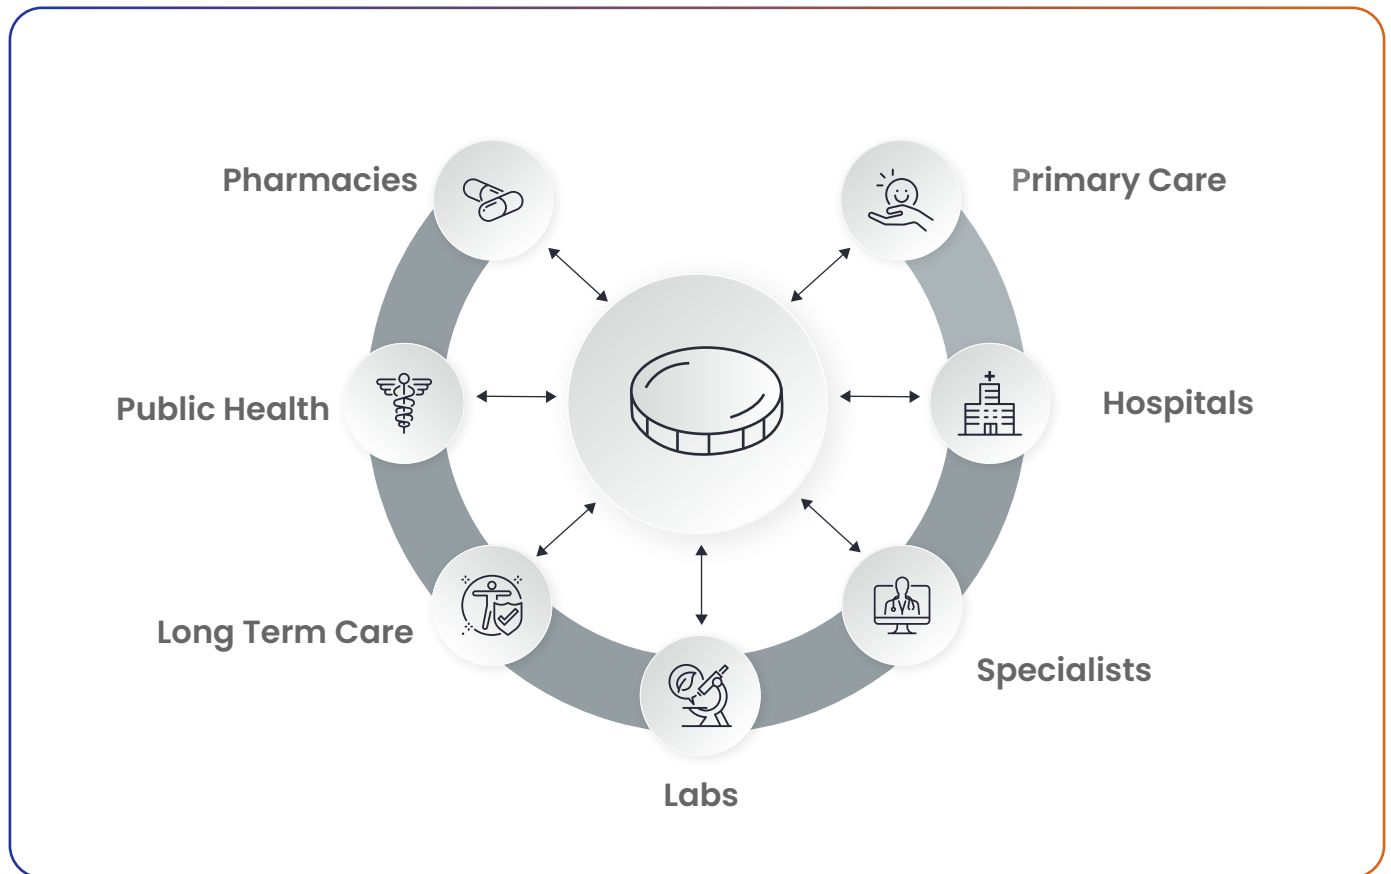 Pharmacies
Primary Care
Public Health
Hospitals
Long Term Care
Specialists
Labs